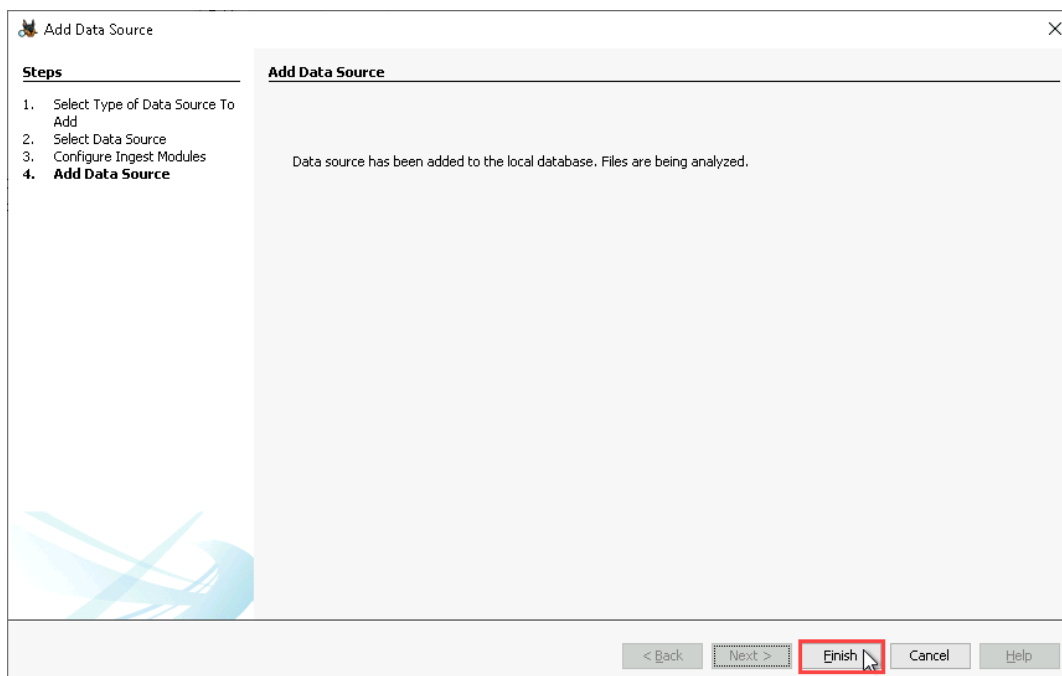 Add Data Source
Steps
1. Select Type of Data Source To
Add
2. Select Data Source
3. Configure Ingest Modules
4. Add Data Source
Add Data Source
Data source has been added to the local database. Files are being analyzed.
< Back Next > Finish Cancel Help